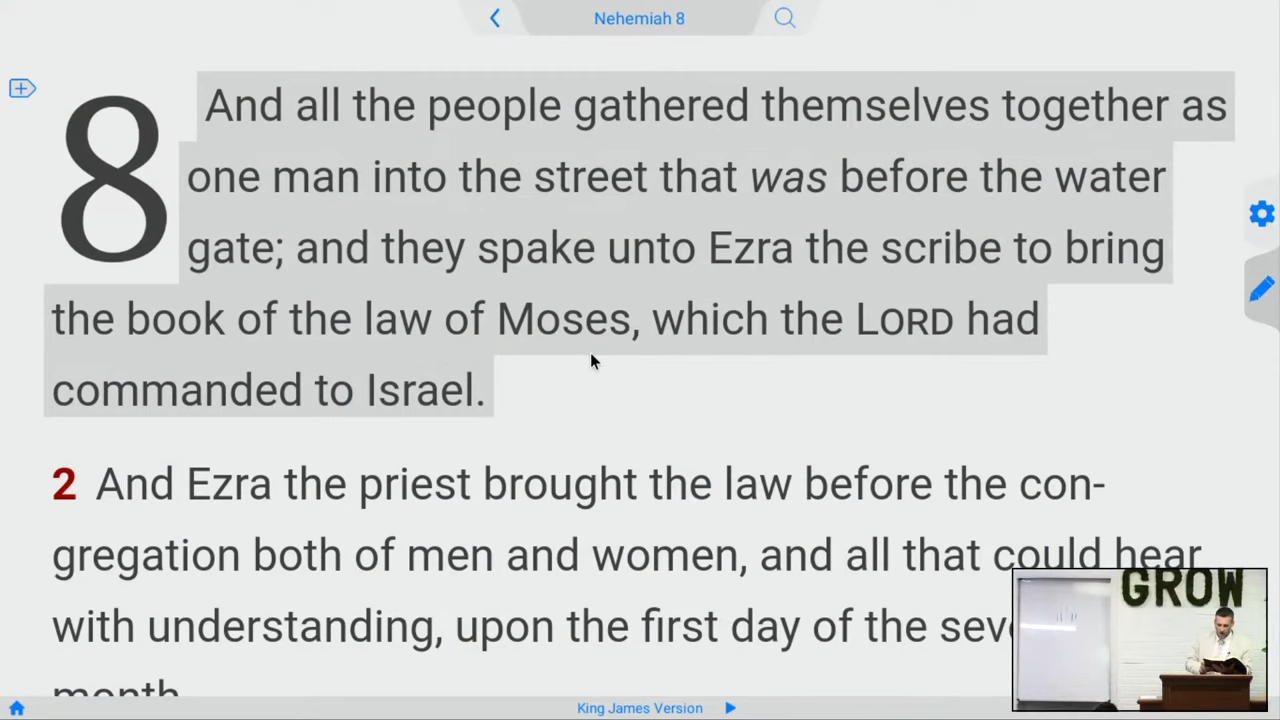 Nehemiah 8
8 And all the people gathered themselves together as
one man into the street that was before the water
gate; and they spake unto Ezra the scribe to bring
the book of the law of Moses, which the LORD had
commanded to Israel.
2 And Ezra the priest brought the law before the con-
gregation both of men and women, and all that could hear
with understanding, upon the first day of the
month
GROW
King James Version